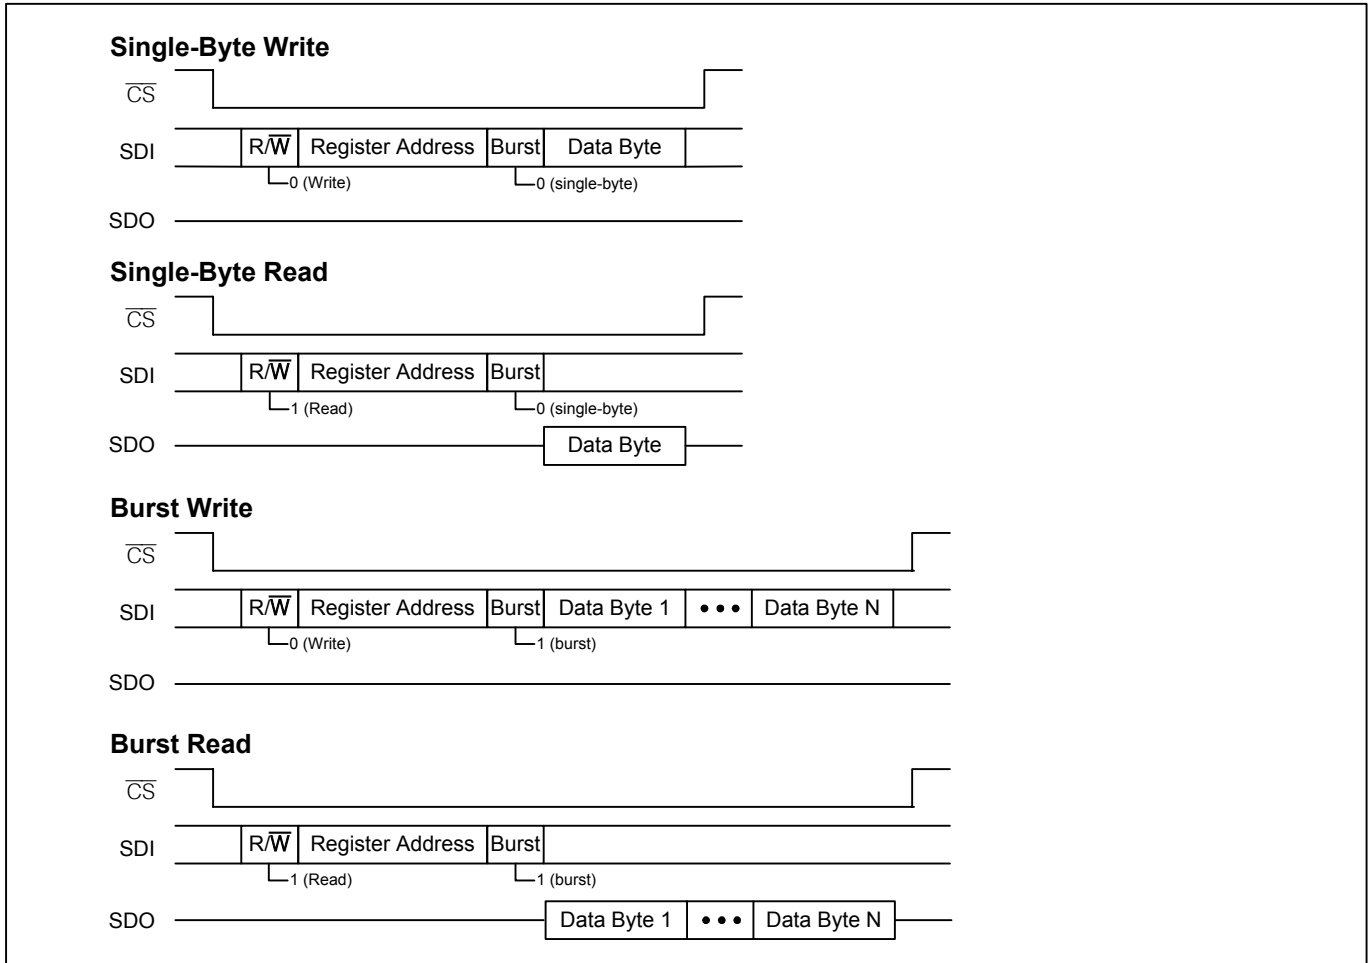 Single-Byte Write
CS
SDI R/W Register Address Burst Data Byte
0 (Write) 0 (single-byte)
SDO
Single-Byte Read
CS
SDI R/W Register Address Burst
1 (Read) 0 (single-byte)
SDO Data Byte
Burst Write
CS
SDI R/W Register Address Burst Data Byte 1 ••• Data Byte N
0 (Write) 1 (burst)
SDO
Burst Read
CS
SDI R/W Register Address Burst
1 (Read) 1 (burst)
SDO Data Byte 1 ••• Data Byte N